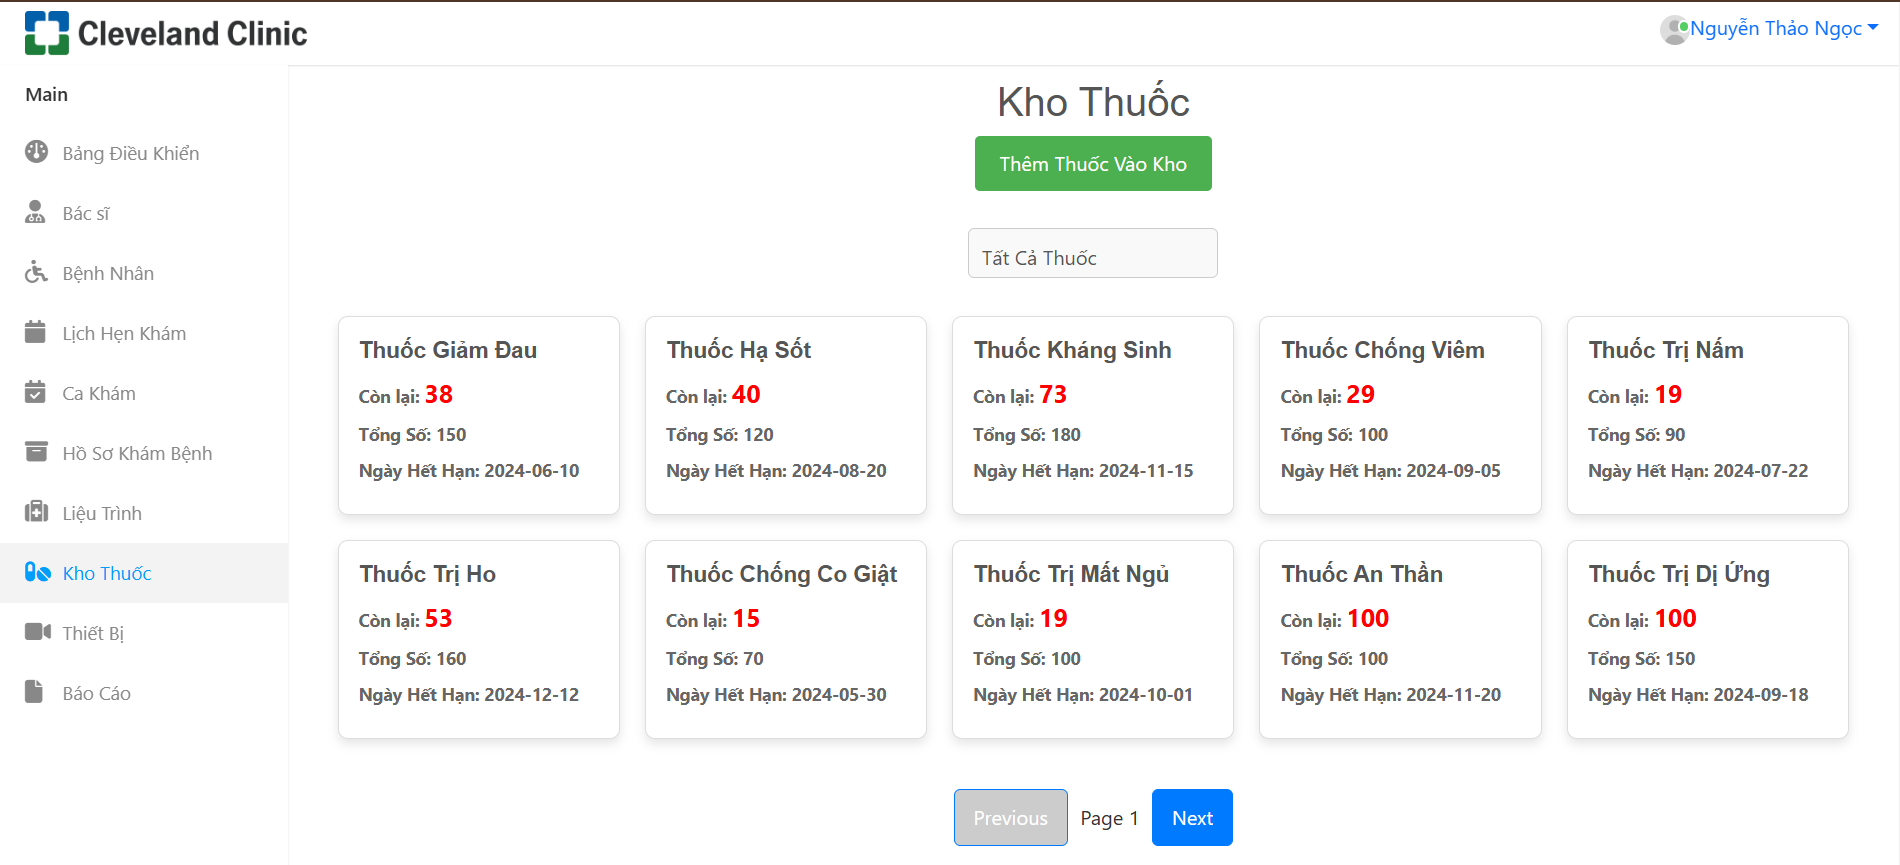 Cleveland Clinic
Nguyễn Thảo Ngọc
Main
Bảng Điều Khiển
Bác sĩ
Bệnh Nhân
Lịch Hẹn Khám
Ca Khám
Hồ Sơ Khám Bệnh
Liệu Trình
Kho Thuốc
Thiết Bị
Báo Cáo
Kho Thuốc
Thêm Thuốc Vào Kho
Tất Cả Thuốc
Thuốc Giảm Đau
Còn lại: 38
Tổng Số: 150
Ngày Hết Hạn: 2024-06-10
Thuốc Hạ Sốt
Còn lại: 40
Tổng Số: 120
Ngày Hết Hạn: 2024-08-20
Thuốc Kháng Sinh
Còn lại: 73
Tổng Số: 180
Ngày Hết Hạn: 2024-11-15
Thuốc Chống Viêm
Còn lại: 29
Tổng Số: 100
Ngày Hết Hạn: 2024-09-05
Thuốc Trị Nấm
Còn lại: 19
Tổng Số: 90
Ngày Hết Hạn: 2024-07-22
Thuốc Trị Ho
Còn lại: 53
Tổng Số: 160
Ngày Hết Hạn: 2024-12-12
Thuốc Chống Co Giật
Còn lại: 15
Tổng Số: 70
Ngày Hết Hạn: 2024-05-30
Thuốc Trị Mất Ngủ
Còn lại: 19
Tổng Số: 100
Ngày Hết Hạn: 2024-10-01
Thuốc An Thần
Còn lại: 100
Tổng Số: 100
Ngày Hết Hạn: 2024-11-20
Thuốc Trị Dị Ứng
Còn lại: 100
Tổng Số: 150
Ngày Hết Hạn: 2024-09-18
Previous Page 1 Next